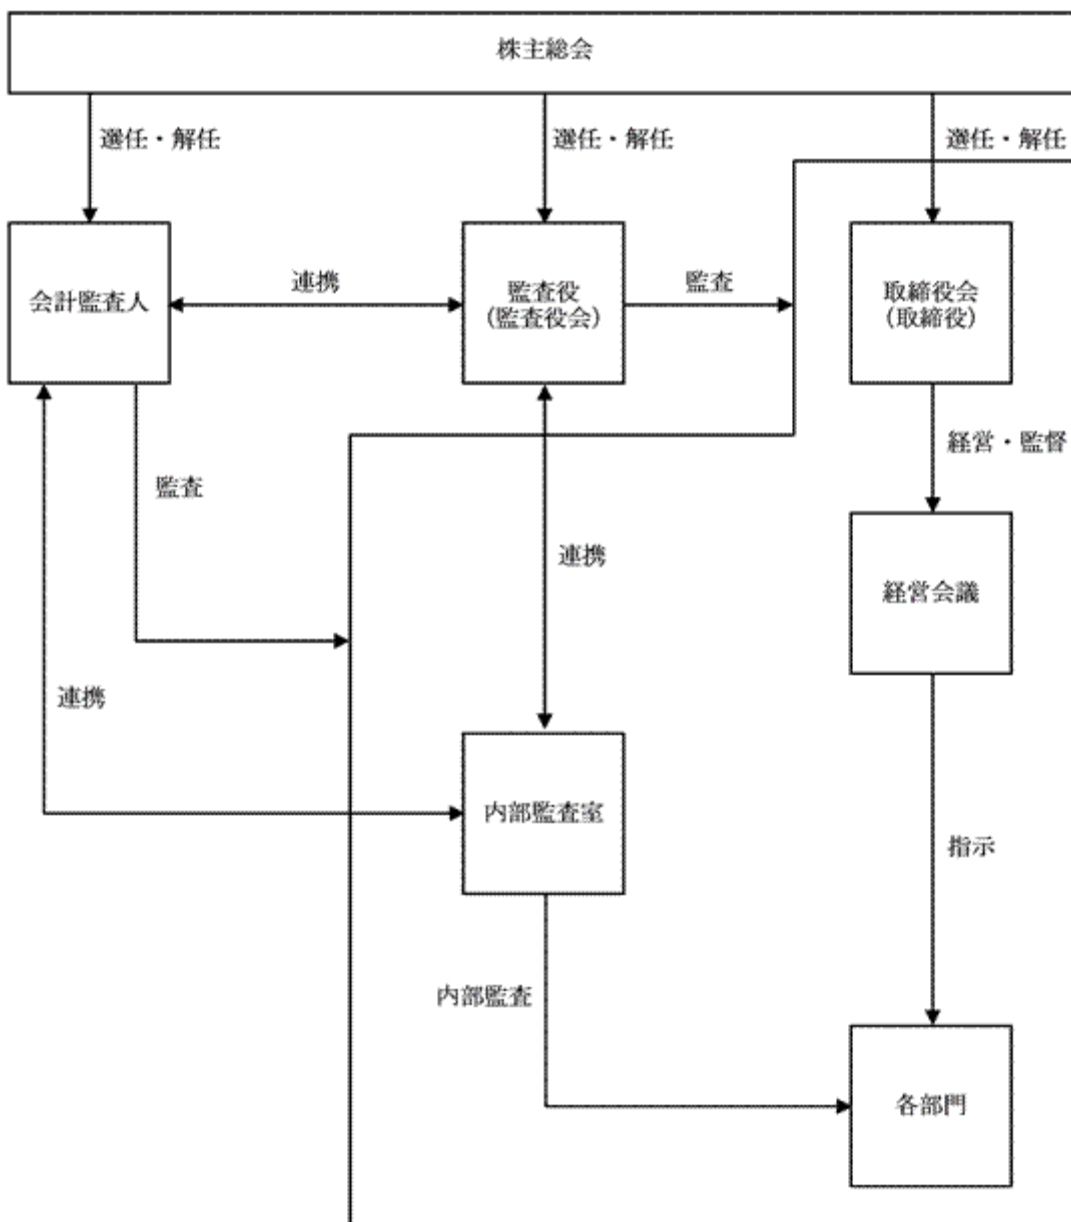 株主総会
選任・解任
選任・解任
選任・解任
会計監査人
連携
監査役
（監査役会）
監査
取締役会
（取締役）
経営・監督
監査
連携
経営会議
連携
内部監査室
指示
内部監査
各部門